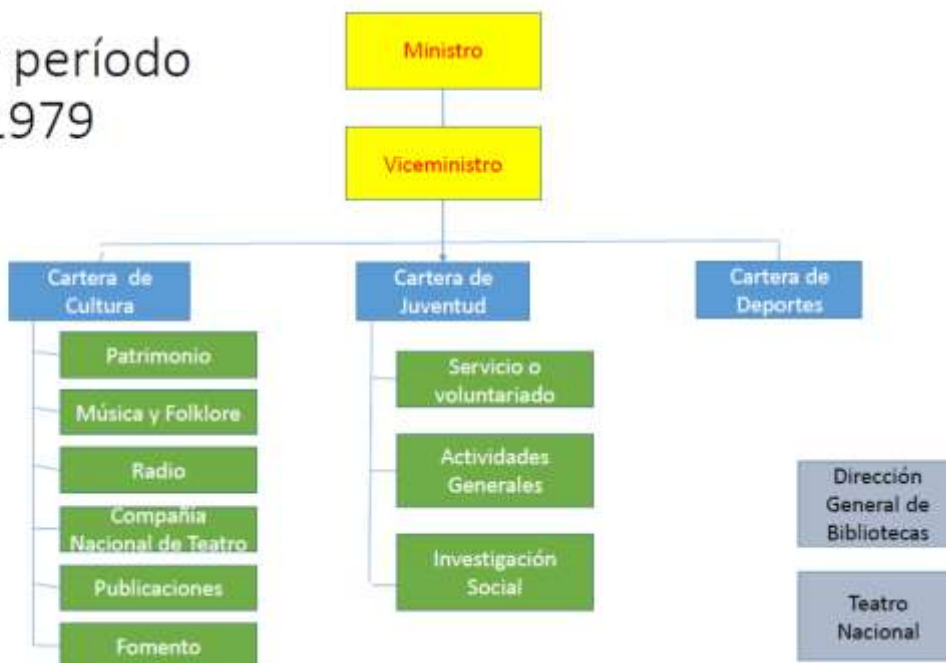 período
1979
Ministro
Viceministro
Cartera de
Cultura
Cartera de
Juventud
Cartera de
Deportes
Patrimonio
Música y Folklore
Radio
Compañía
Nacional de Teatro
Publicaciones
Fomento
Servicio o
voluntariado
Actividades
Generales
Investigación
Social
Dirección
General de
Bibliotecas
Teatro
Nacional